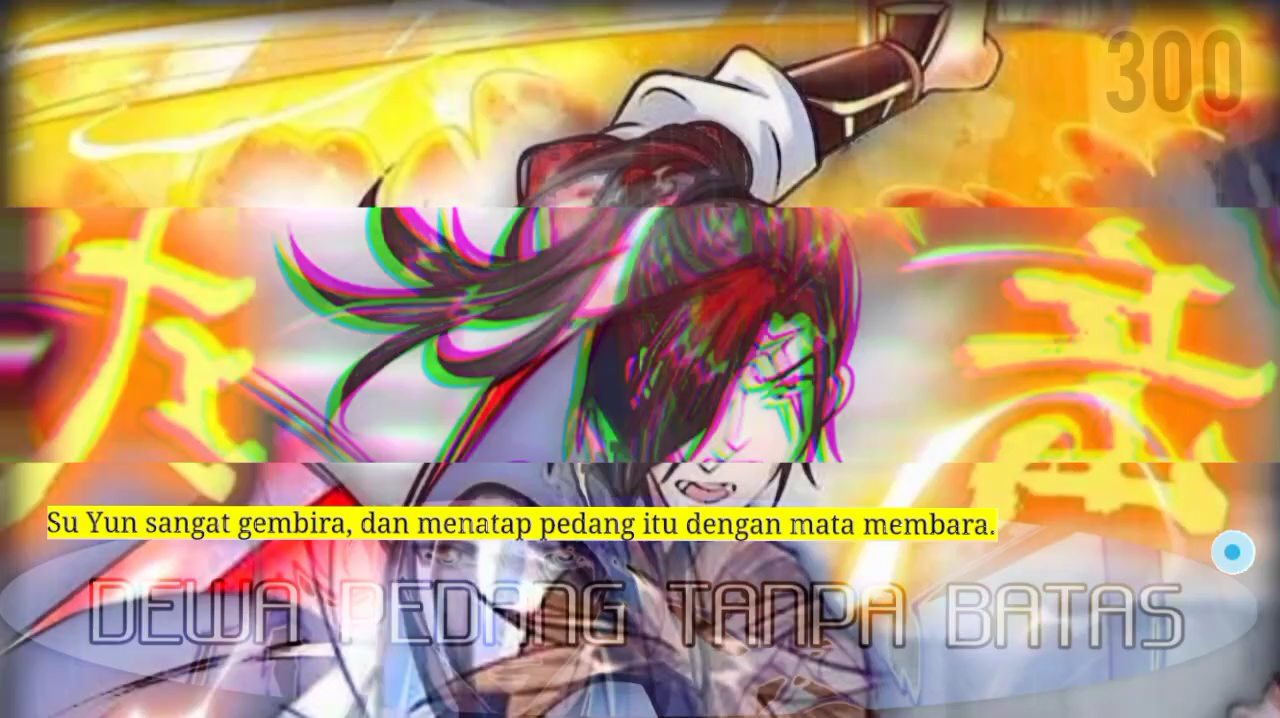 300
Su Yun sangat gembira, dan menatap pedang itu dengan mata membara.
DEWA PEDANG TANPA BATAS